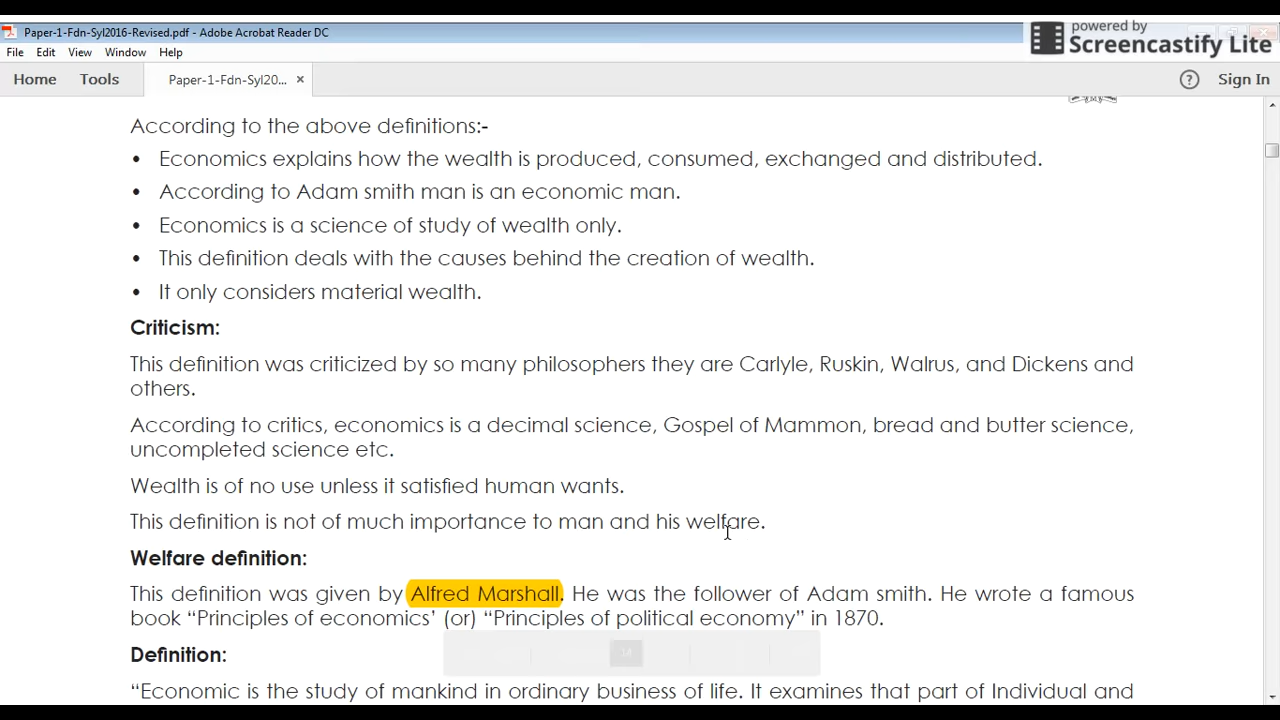 Paper-1-Fdn-Syl2016-Revised.pdf - Adobe Acrobat Reader DC
powered by
Screencastify Lite
File Edit View Window Help
Home Tools Paper-1-Fdn-Syl20... × ? Sign In
According to the above definitions:-
• Economics explains how the wealth is produced, consumed, exchanged and distributed.
• According to Adam smith man is an economic man.
• Economics is a science of study of wealth only.
• This definition deals with the causes behind the creation of wealth.
• It only considers material wealth.
Criticism:
This definition was criticized by so many philosophers they are Carlyle, Ruskin, Walrus, and Dickens and
others.
According to critics, economics is a decimal science, Gospel of Mammon, bread and butter science,
uncompleted science etc.
Wealth is of no use unless it satisfied human wants.
This definition is not of much importance to man and his welfare.
Welfare definition:
This definition was given by Alfred Marshall. He was the follower of Adam smith. He wrote a famous
book “Principles of economics’ (or) “Principles of political economy” in 1870.
14
Definition:
“Economic is the study of mankind in ordinary business of life. It examines that part of Individual and